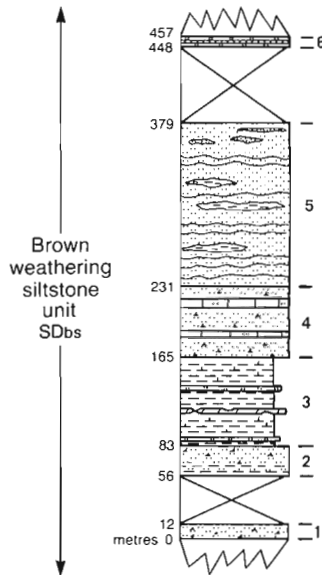 457
448
6
379
5
Brown
weathering
siltstone
unit
SDbs
231
4
165
3
83
2
56
12
1
metres 0